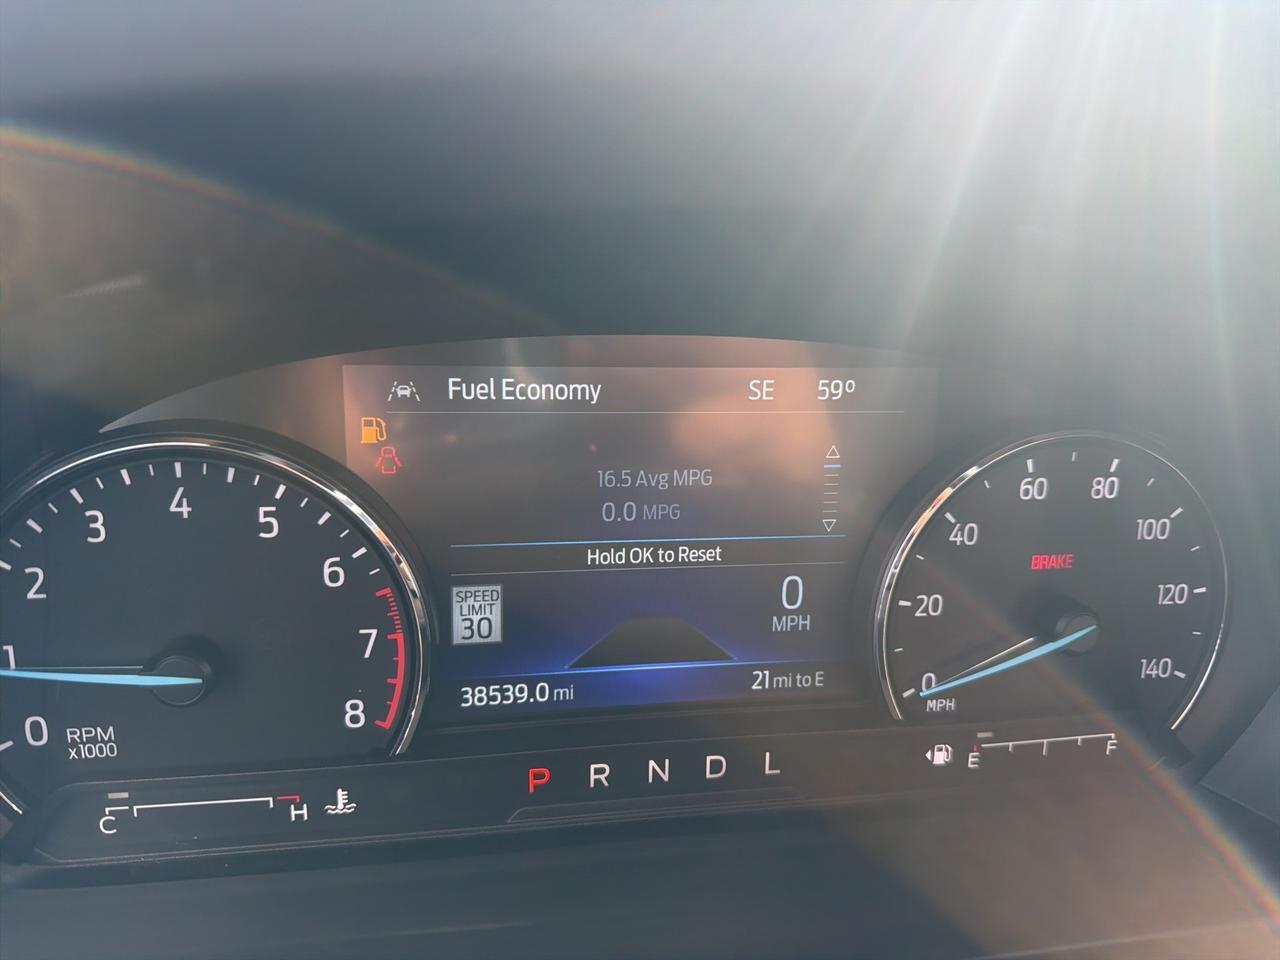 Fuel Economy SE 59°
16.5 Avg MPG
0.0 MPG
Hold OK to Reset
SPEED
LIMIT
30
0
MPH
38539.0 mi
21 mi to E
0 1 2 3 4 5 6 7 8
RPM
x1000
0 20 40 60 80 100 120 140
MPH
BRAKE
P R N D L
C H
E F